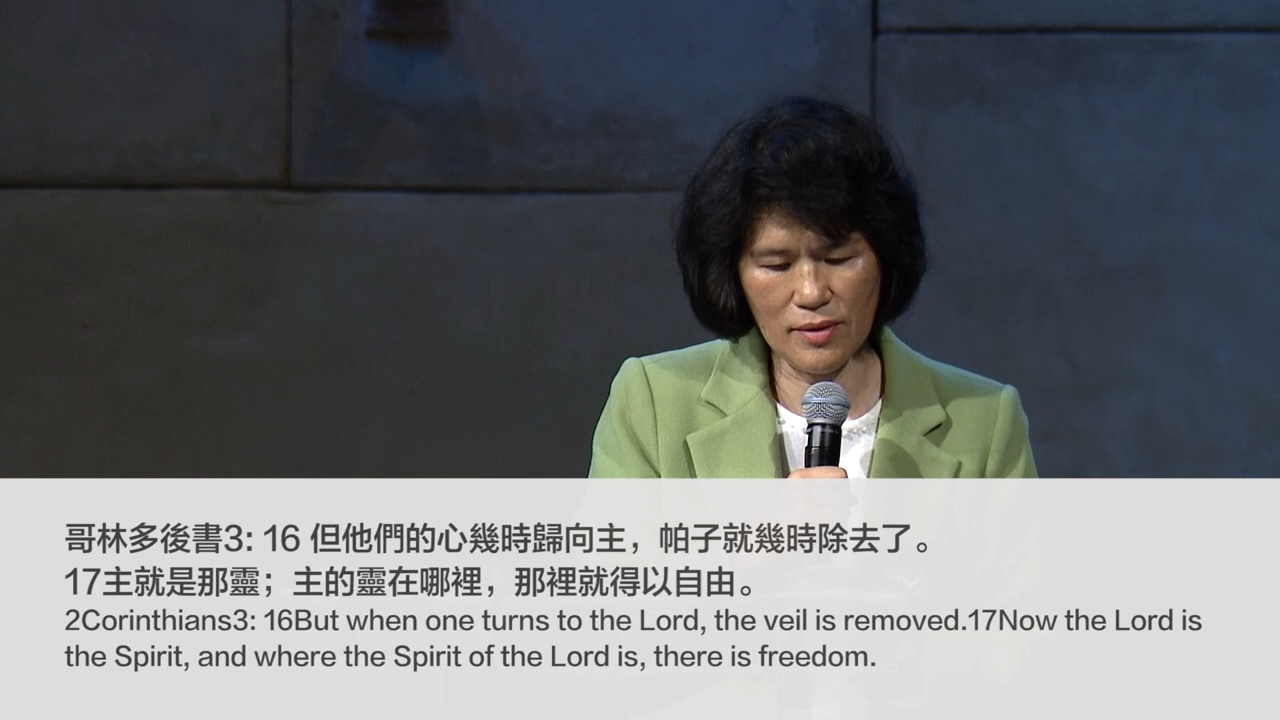 哥林多後書3: 16 但他們的心幾時歸向主，帕子就幾時除去了。
17主就是那靈；主的靈在哪裡，那裡就得以自由。
2Corinthians3: 16But when one turns to the Lord, the veil is removed.17Now the Lord is
the Spirit, and where the Spirit of the Lord is, there is freedom.